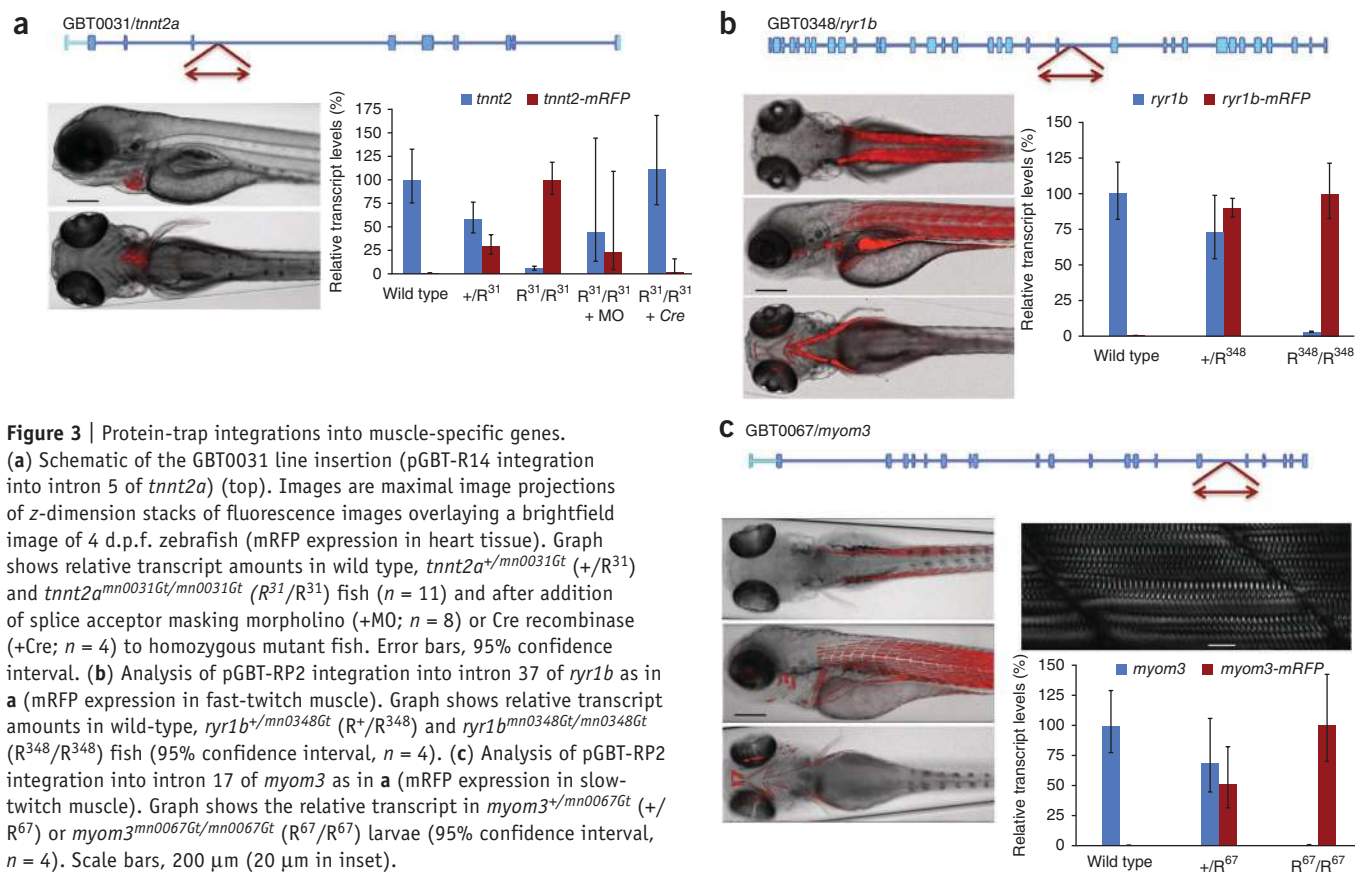 a
GBT0031/tnnt2a
tnnt2 tnnt2-mRFP
Relative transcript levels (%)
175
125
100
75
50
25
0
Wild type
+/R³¹
R³¹/R³¹
R³¹/R³¹
+ MO
R³¹/R³¹
+ Cre
b
GBT0348/ryr1b
ryr1b ryr1b-mRFP
Relative transcript levels (%)
150
125
100
75
50
25
0
Wild type
+/R³⁴⁸
R³⁴⁸/R³⁴⁸
Figure 3 | Protein-trap integrations into muscle-specific genes.
(a) Schematic of the GBT0031 line insertion (pGBT-R14 integration
into intron 5 of tnnt2a) (top). Images are maximal image projections
of z-dimension stacks of fluorescence images overlaying a brightfield
image of 4 d.p.f. zebrafish (mRFP expression in heart tissue). Graph
shows relative transcript amounts in wild type, tnnt2a⁺/ᵐⁿ⁰⁰³¹ᴳᵗ (+/R³¹)
and tnnt2aᵐⁿ⁰⁰³¹ᴳᵗ/ᵐⁿ⁰⁰³¹ᴳᵗ (R³¹/R³¹) fish (n = 11) and after addition
of splice acceptor masking morpholino (+MO; n = 8) or Cre recombinase
(+Cre; n = 4) to homozygous mutant fish. Error bars, 95% confidence
interval. (b) Analysis of pGBT-RP2 integration into intron 37 of ryr1b as in
a (mRFP expression in fast-twitch muscle). Graph shows relative transcript
amounts in wild-type, ryr1b⁺/ᵐⁿ⁰³⁴⁸ᴳᵗ (R⁺/R³⁴⁸) and ryr1bᵐⁿ⁰³⁴⁸ᴳᵗ/ᵐⁿ⁰³⁴⁸ᴳᵗ
(R³⁴⁸/R³⁴⁸) fish (95% confidence interval, n = 4). (c) Analysis of pGBT-RP2
integration into intron 17 of myom3 as in a (mRFP expression in slow-
twitch muscle). Graph shows the relative transcript in myom3⁺/ᵐⁿ⁰⁰⁶⁷ᴳᵗ (+/
R⁶⁷) or myom3ᵐⁿ⁰⁰⁶⁷ᴳᵗ/ᵐⁿ⁰⁰⁶⁷ᴳᵗ (R⁶⁷/R⁶⁷) larvae (95% confidence interval,
n = 4). Scale bars, 200 μm (20 μm in inset).
c
GBT0067/myom3
myom3 myom3-mRFP
Relative transcript levels (%)
150
125
100
75
50
25
0
Wild type
+/R⁶⁷
R⁶⁷/R⁶⁷